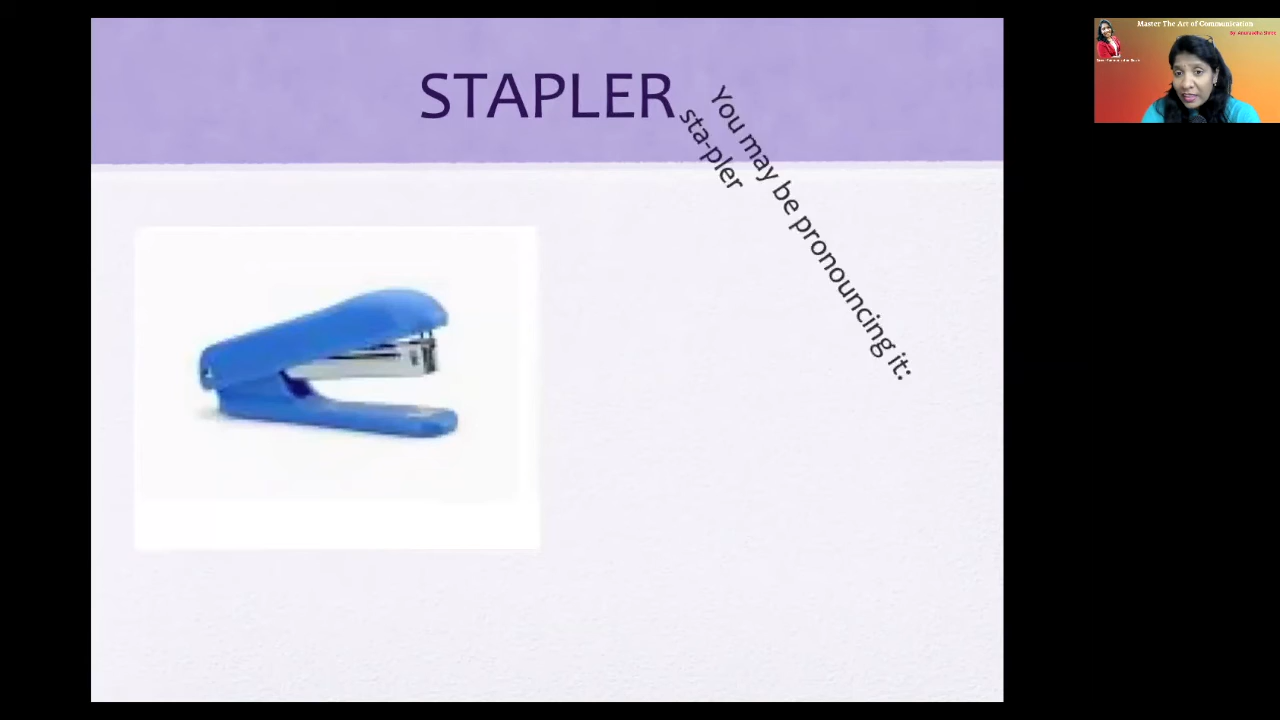 STAPLER
You may be pronouncing it:
sta-pler
Master The Art of Communication